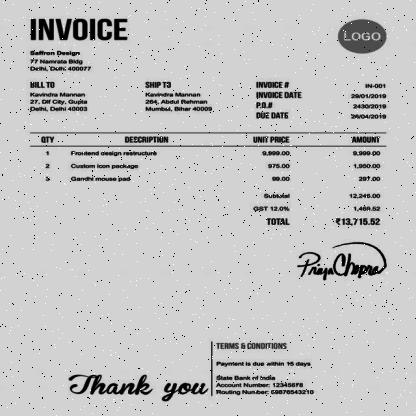 INVOICE
LOGO
Saffron Design
77 Namrata Bldg
Delhi, Delhi 400077
BILL TO
Kavindra Mannan
27, Dlf City, Gupta
Delhi, Delhi 40003
SHIP TO
Kavindra Mannan
264, Abdul Rehman
Mumbai, Bihar 40009
INVOICE # IN-001
INVOICE DATE 29/01/2019
P.O.# 2430/2019
DUE DATE 26/04/2019
QTY DESCRIPTION UNIT PRICE AMOUNT
1 Frontend design restructure 9,999.00 9,999.00
2 Custom icon package 975.00 1,950.00
3 Gandhi mouse pad 99.00 297.00
Subtotal 12,246.00
GST 12.0% 1,469.52
TOTAL ₹13,715.52
Priya Chopra
Thank you
TERMS & CONDITIONS
Payment is due within 15 days
State Bank of India
Account Number: 12345678
Routing Number: 09876543210